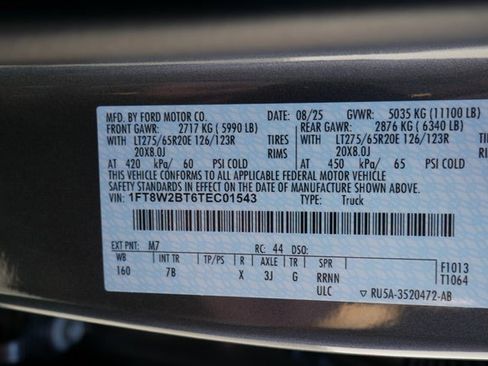 MFD. BY FORD MOTOR CO. 08/25 GVWR: 5035 KG (11100 LB)
FRONT GAWR: 2717 KG (5990 LB) REAR GAWR: 2876 KG (6340 LB)
WITH LT275/65R20E 126/123R TIRES WITH LT275/65R20E 126/123R TIRES
20X8.0J RIMS 20X8.0J RIMS
AT 420 kPa/ 60 PSI COLD AT 450 kPa/ 65 PSI COLD
THIS VEHICLE CONFORMS TO ALL APPLICABLE FEDERAL MOTOR VEHICLE
SAFETY AND THEFT PREVENTION STANDARDS IN EFFECT ON THE DATE OF MANUFACTURE SHOWN ABOVE.
VIN: 1FT8W2BT6TEC01543 TYPE: Truck
EXT PNT: M7 RC: 44 DSO:
WB INT TR TP/PS R AXLE TR SPR F1013
160 7B X 3J G RRNN T1064
ULC RU5A-3520472-AB